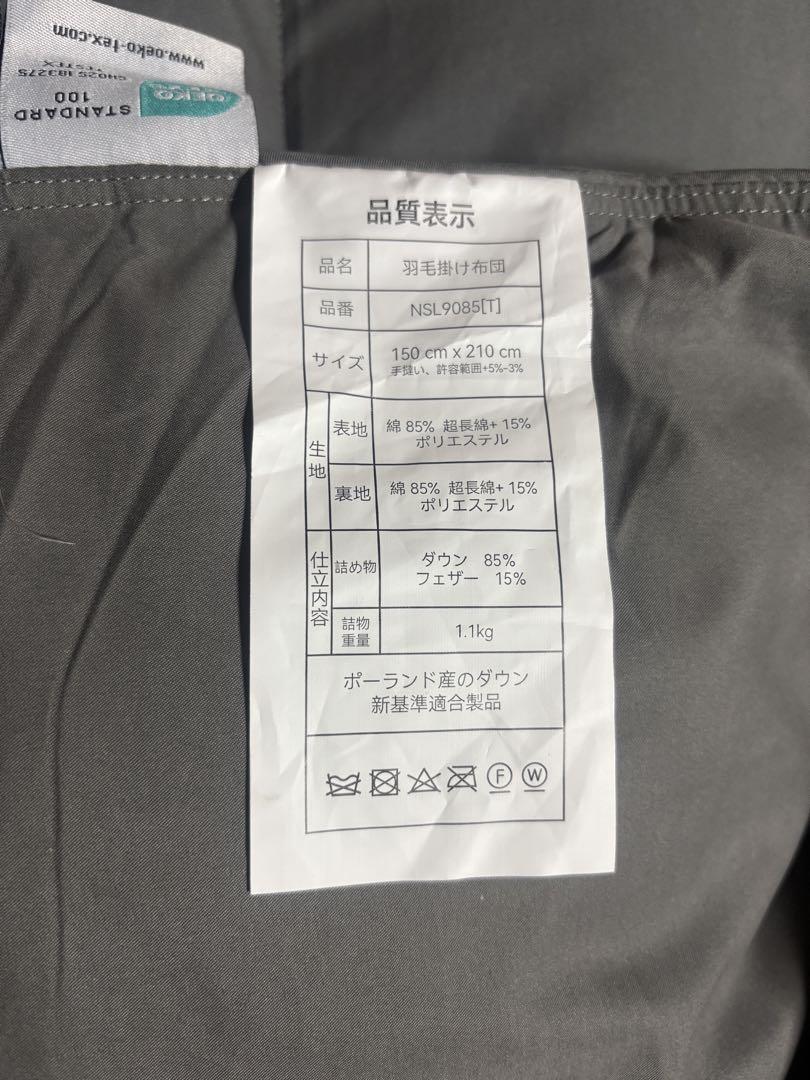 www.oeko-tex.com
CH025 183275
TESTEX
OEKO
STANDARD
100
品質表示
品名 羽毛掛け布団
品番 NSL9085[T]
サイズ 150 cm x 210 cm
手縫い、許容範囲+5%-3%
生地 表地 綿 85% 超長綿+ 15%
ポリエステル
裏地 綿 85% 超長綿+ 15%
ポリエステル
仕立内容 詰め物 ダウン 85%
フェザー 15%
詰物
重量 1.1kg
ポーランド産のダウン
新基準適合製品
F W